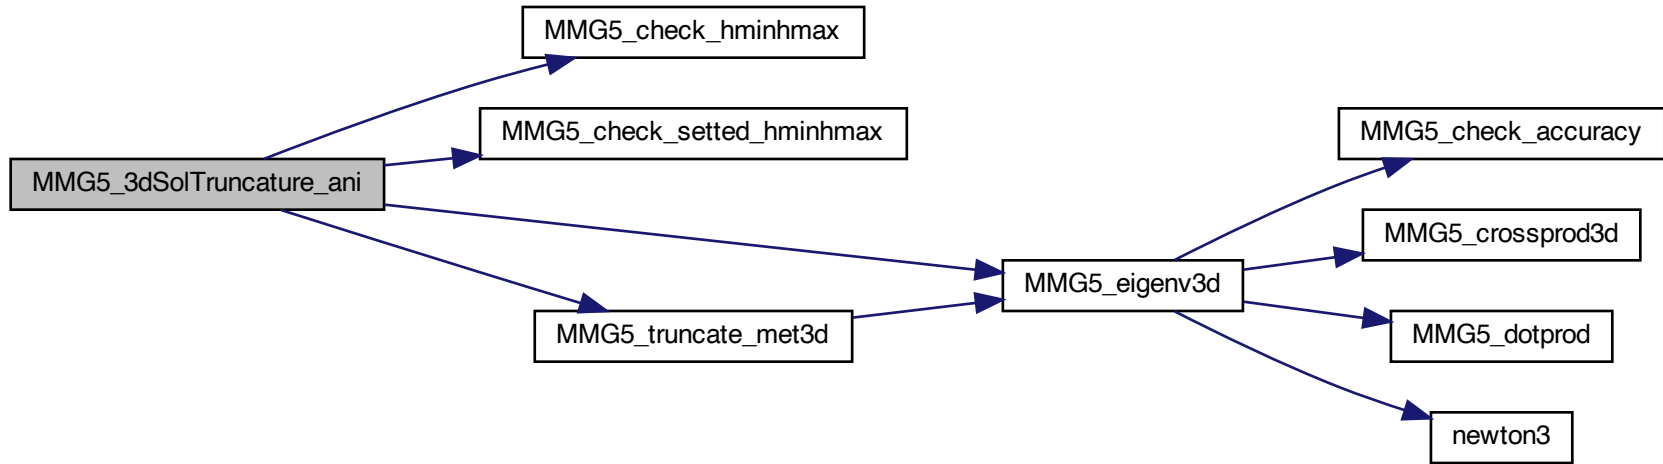 MMG5_check_hminhmax
MMG5_check_setted_hminhmax
MMG5_check_accuracy
MMG5_3dSolTruncature_ani
MMG5_crossprod3d
MMG5_eigenv3d
MMG5_truncate_met3d
MMG5_dotprod
newton3